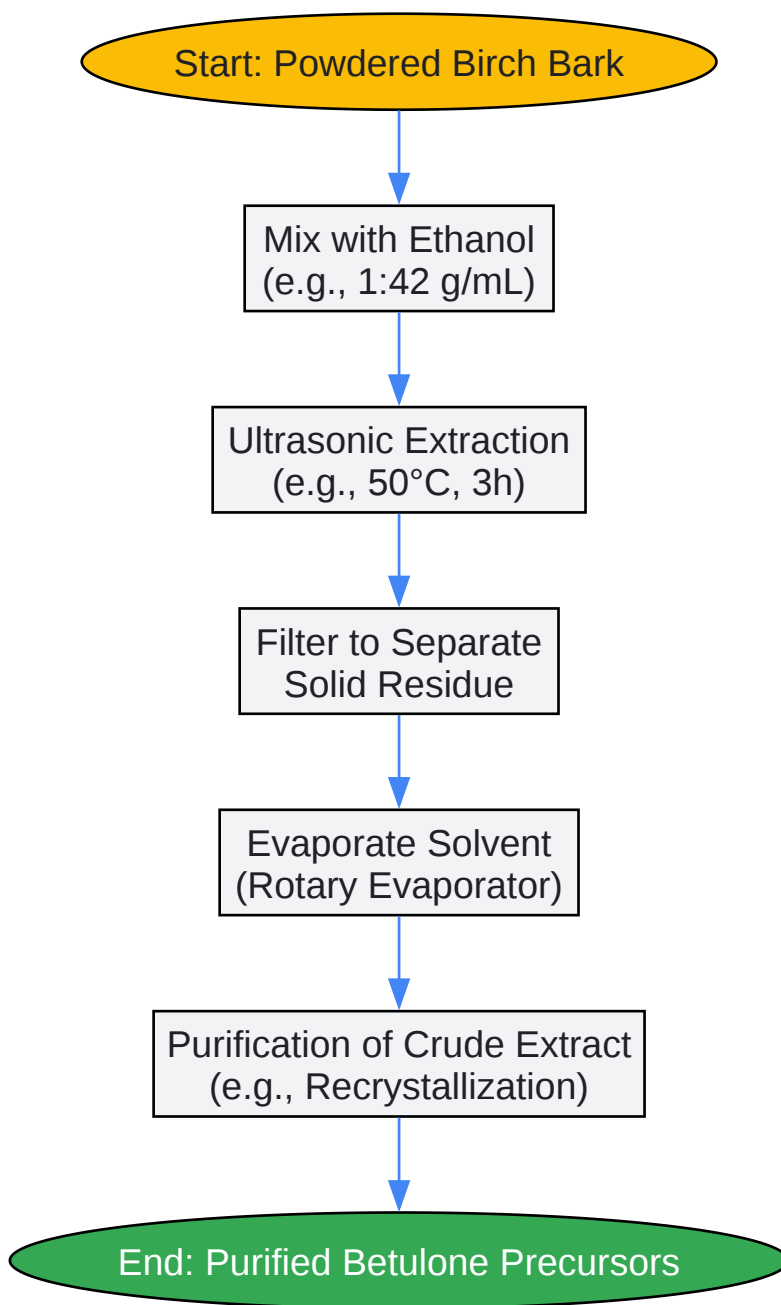 Start: Powdered Birch Bark
Mix with Ethanol
(e.g., 1:42 g/mL)
Ultrasonic Extraction
(e.g., 50°C, 3h)
Filter to Separate
Solid Residue
Evaporate Solvent
(Rotary Evaporator)
Purification of Crude Extract
(e.g., Recrystallization)
End: Purified Betulone Precursors